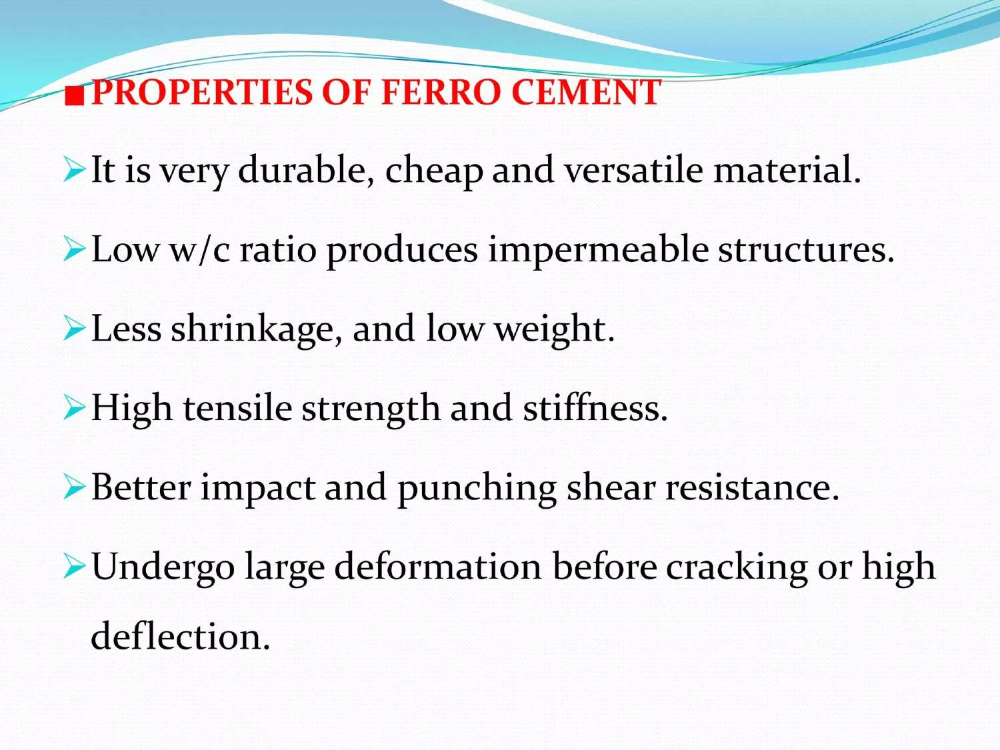 ■PROPERTIES OF FERRO CEMENT
➢It is very durable, cheap and versatile material.
➢Low w/c ratio produces impermeable structures.
➢Less shrinkage, and low weight.
➢High tensile strength and stiffness.
➢Better impact and punching shear resistance.
➢Undergo large deformation before cracking or high
deflection.